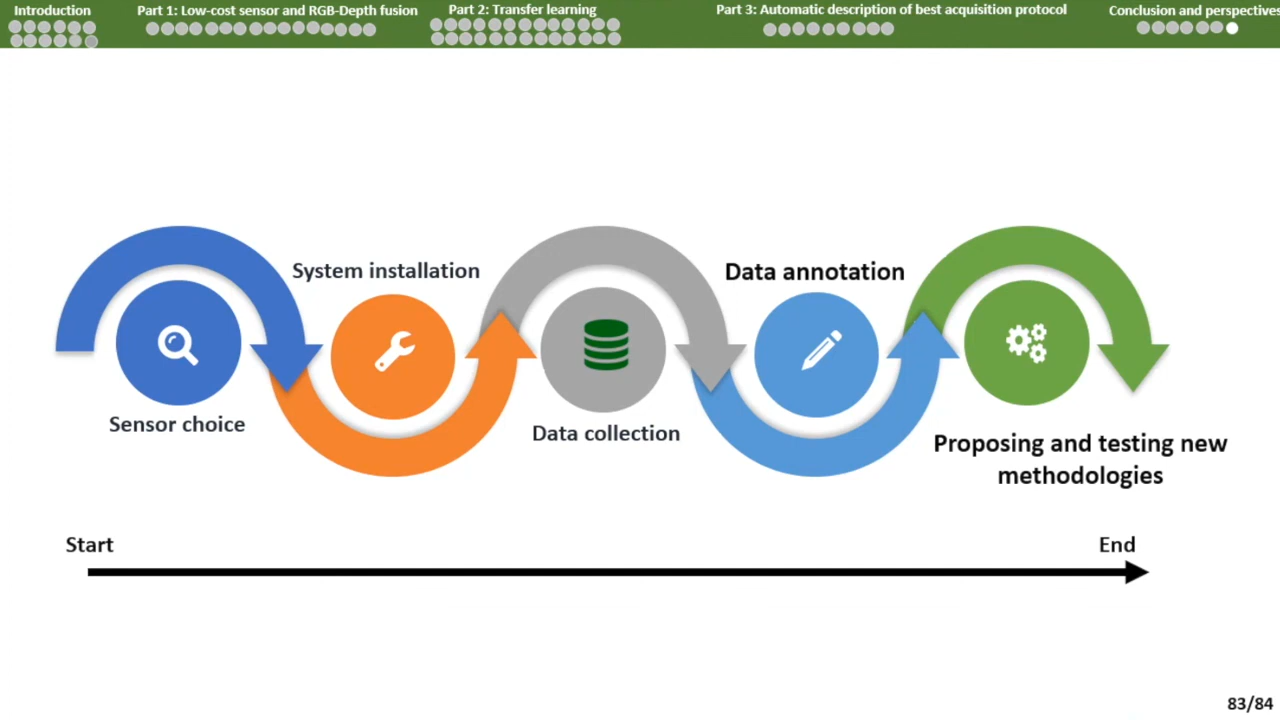 Introduction
Part 1: Low-cost sensor and RGB-Depth fusion
Part 2: Transfer learning
Part 3: Automatic description of best acquisition protocol
Conclusion and perspectives
System installation
Data annotation
Sensor choice
Data collection
Proposing and testing new
methodologies
Start
End
83/84